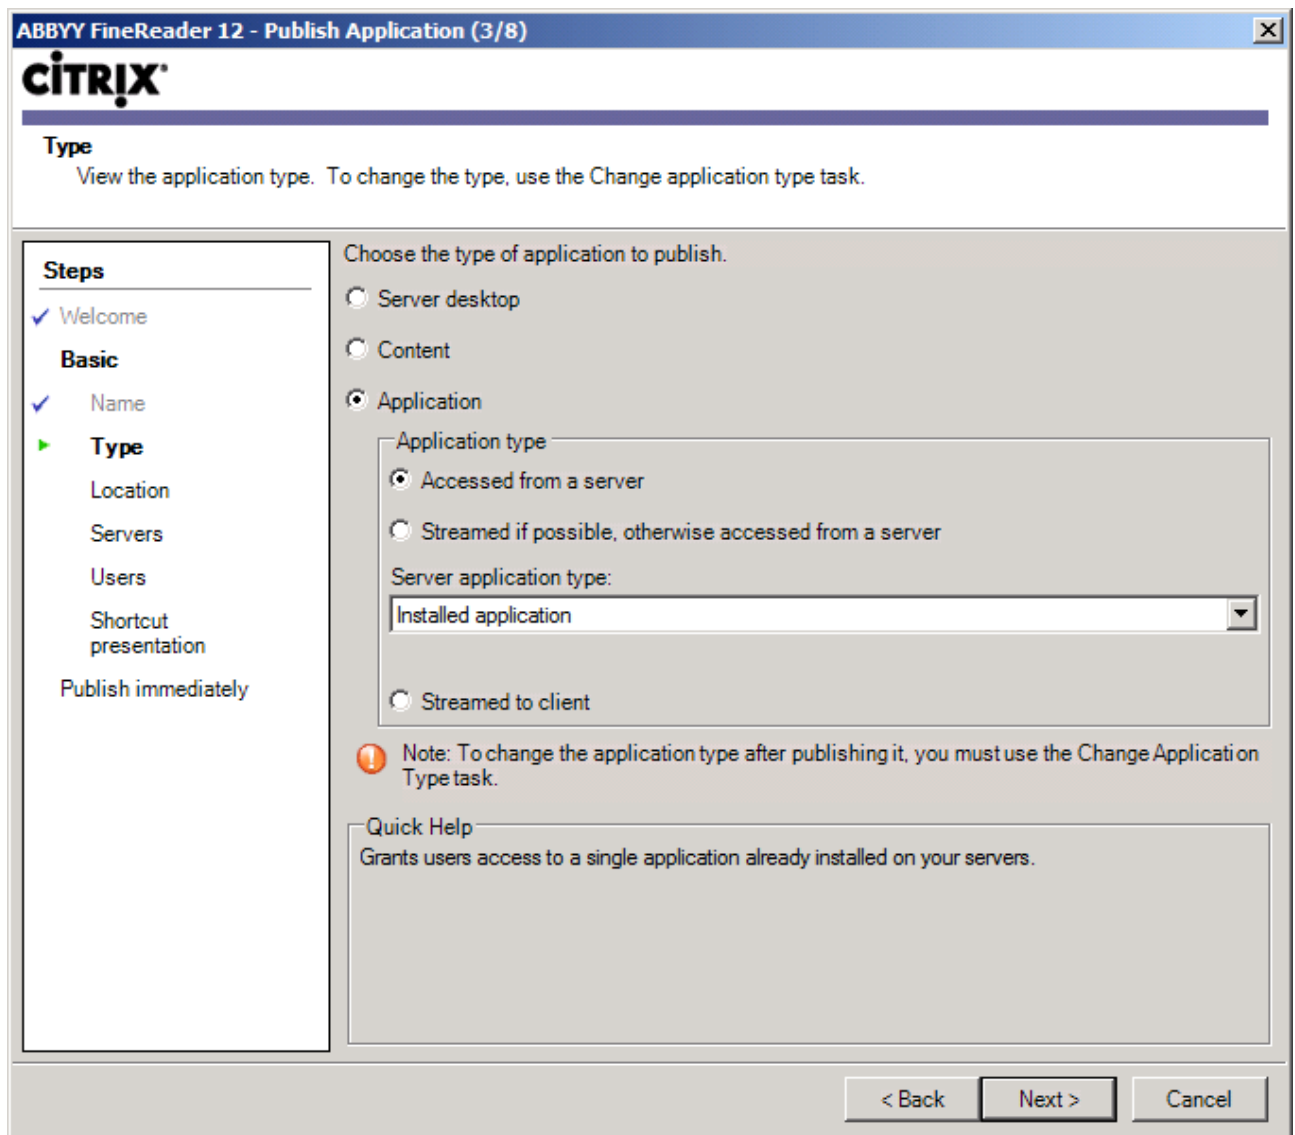 ABBYY FineReader 12 - Publish Application (3/8)
CİTRIX®
Type
View the application type. To change the type, use the Change application type task.
Steps
Welcome
Basic
Name
Type
Location
Servers
Users
Shortcut
presentation
Publish immediately
Choose the type of application to publish.
Server desktop
Content
Application
Application type
Accessed from a server
Streamed if possible, otherwise accessed from a server
Server application type:
Installed application
Streamed to client
Note: To change the application type after publishing it, you must use the Change Application
Type task.
Quick Help
Grants users access to a single application already installed on your servers.
< Back
Next >
Cancel